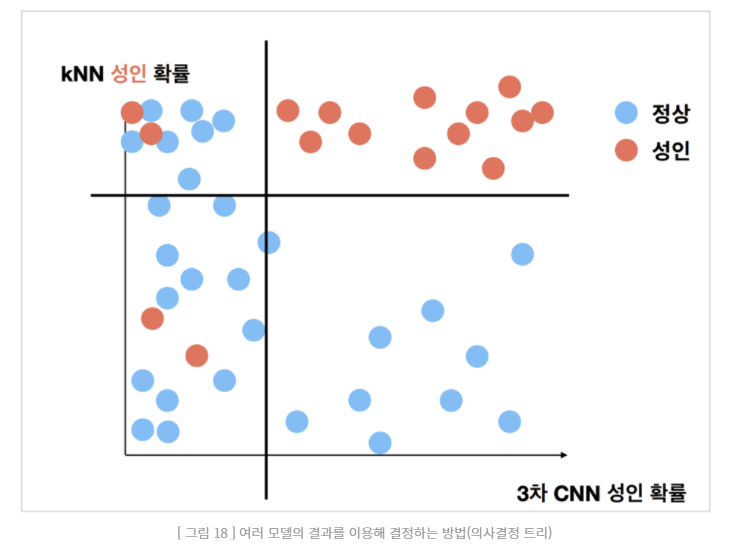 kNN 성인 확률
정상
성인
3차 CNN 성인 확률
[ 그림 18 ] 여러 모델의 결과를 이용해 결정하는 방법(의사결정 트리)